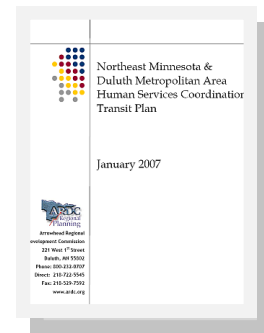 Northeast Minnesota &
Duluth Metropolitan Area
Human Services Coordination
Transit Plan
January 2007
ARDC
Regional
Planning
Arrowhead Regional
evelopment Commission
221 West 1st Street
Duluth, MN 55802
Phone: 800-232-0707
Direct: 218-722-5545
Fax: 218-529-7592
www.ardc.org